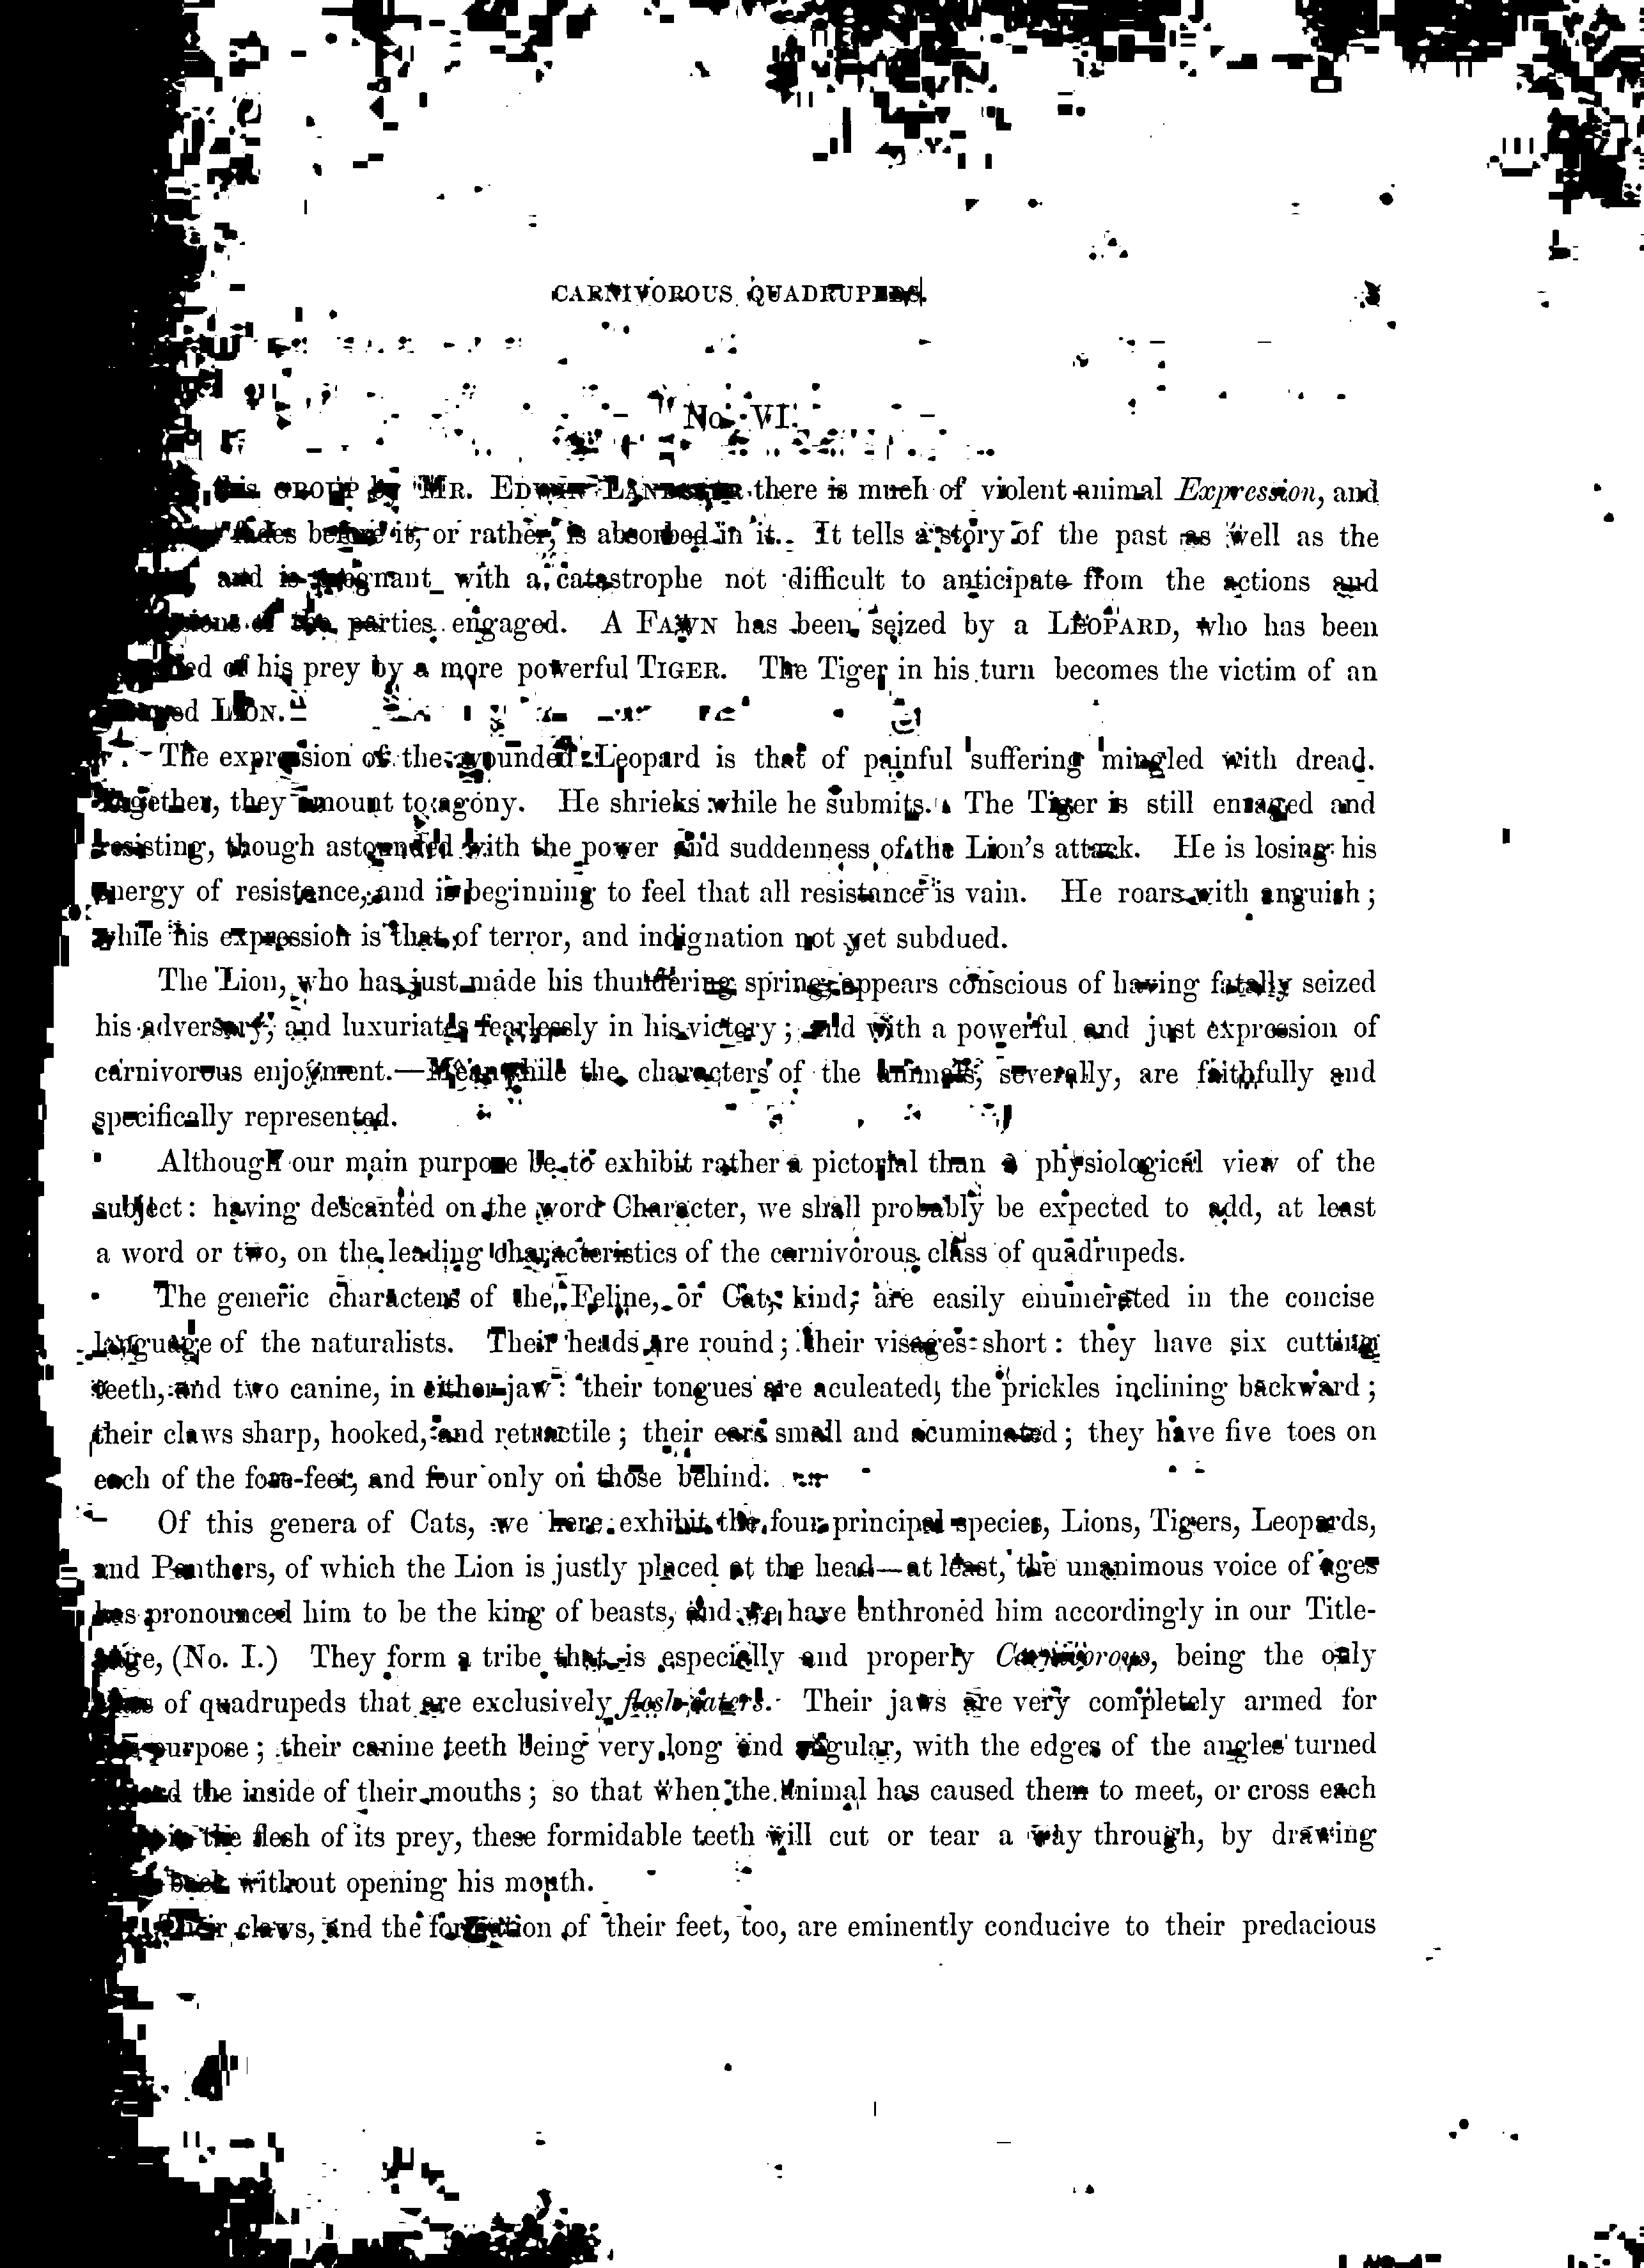 CARNIVOROUS QUADRUPEDS.
No. VI.
this GROUP by MR. EDWIN LANDSEER there is much of violent animal Expression, and
fades before it, or rather, is absorbed in it. It tells a story of the past as well as the
and is pregnant with a catastrophe not difficult to anticipate from the actions and
of the parties engaged. A FAWN has been seized by a LEOPARD, who has been
of his prey by a more powerful TIGER. The Tiger in his turn becomes the victim of an
LION.
The expression of the wounded Leopard is that of painful suffering mingled with dread.
Together, they amount to agony. He shrieks while he submits. The Tiger is still enraged and
resisting, though astounded with the power and suddenness of the Lion's attack. He is losing his
energy of resistance, and is beginning to feel that all resistance is vain. He roars with anguish;
while his expression is that of terror, and indignation not yet subdued.
The Lion, who has just made his thundering spring, appears conscious of having fatally seized
his adversary, and luxuriates fearlessly in his victory; and with a powerful and just expression of
carnivorous enjoyment.—Meanwhile the characters of the animals, severally, are faithfully and
specifically represented.
Although our main purpose be to exhibit rather a pictorial than a physiological view of the
subject: having descanted on the word Character, we shall probably be expected to add, at least
a word or two, on the leading characteristics of the carnivorous class of quadrupeds.
The generic characters of the Feline, or Cat kind, are easily enumerated in the concise
language of the naturalists. Their heads are round; their visages short: they have six cutting
teeth, and two canine, in either jaw: their tongues are aculeated, the prickles inclining backward;
their claws sharp, hooked, and retractile; their ears small and acuminated; they have five toes on
each of the fore-feet, and four only on those behind.
Of this genera of Cats, we here exhibit the four principal species, Lions, Tigers, Leopards,
and Panthers, of which the Lion is justly placed at the head—at least, the unanimous voice of ages
has pronounced him to be the king of beasts, and we have enthroned him accordingly in our Title-
page, (No. I.) They form a tribe that is especially and properly Carnivorous, being the only
class of quadrupeds that are exclusively flesh-eaters. Their jaws are very completely armed for
purpose; their canine teeth being very long and angular, with the edges of the angles turned
the inside of their mouths; so that when the animal has caused them to meet, or cross each
in the flesh of its prey, these formidable teeth will cut or tear a way through, by drawing
back without opening his mouth.
Their claws, and the formation of their feet, too, are eminently conducive to their predacious